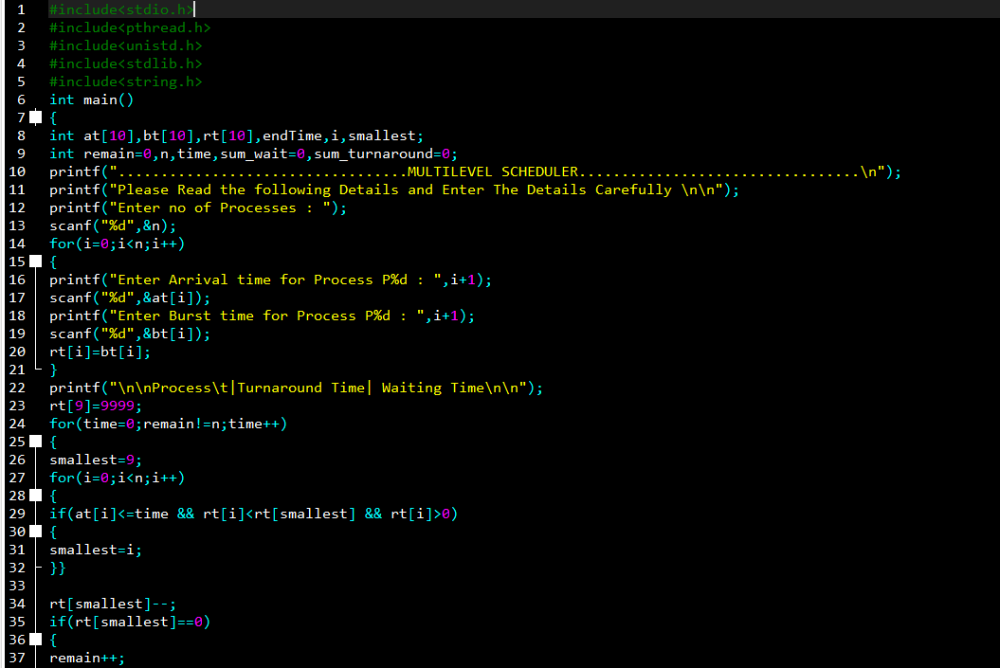 1 #include<stdio.h>
2 #include<pthread.h>
3 #include<unistd.h>
4 #include<stdlib.h>
5 #include<string.h>
6 int main()
7 {
8 int at[10],bt[10],rt[10],endTime,i,smallest;
9 int remain=0,n,time,sum_wait=0,sum_turnaround=0;
10 printf("..................................MULTILEVEL SCHEDULER.................................\n");
11 printf("Please Read the following Details and Enter The Details Carefully \n\n");
12 printf("Enter no of Processes : ");
13 scanf("%d",&n);
14 for(i=0;i<n;i++)
15 {
16 printf("Enter Arrival time for Process P%d : ",i+1);
17 scanf("%d",&at[i]);
18 printf("Enter Burst time for Process P%d : ",i+1);
19 scanf("%d",&bt[i]);
20 rt[i]=bt[i];
21 }
22 printf("\n\nProcess\t|Turnaround Time| Waiting Time\n\n");
23 rt[9]=9999;
24 for(time=0;remain!=n;time++)
25 {
26 smallest=9;
27 for(i=0;i<n;i++)
28 {
29 if(at[i]<=time && rt[i]<rt[smallest] && rt[i]>0)
30 {
31 smallest=i;
32 }}
33
34 rt[smallest]--;
35 if(rt[smallest]==0)
36 {
37 remain++;